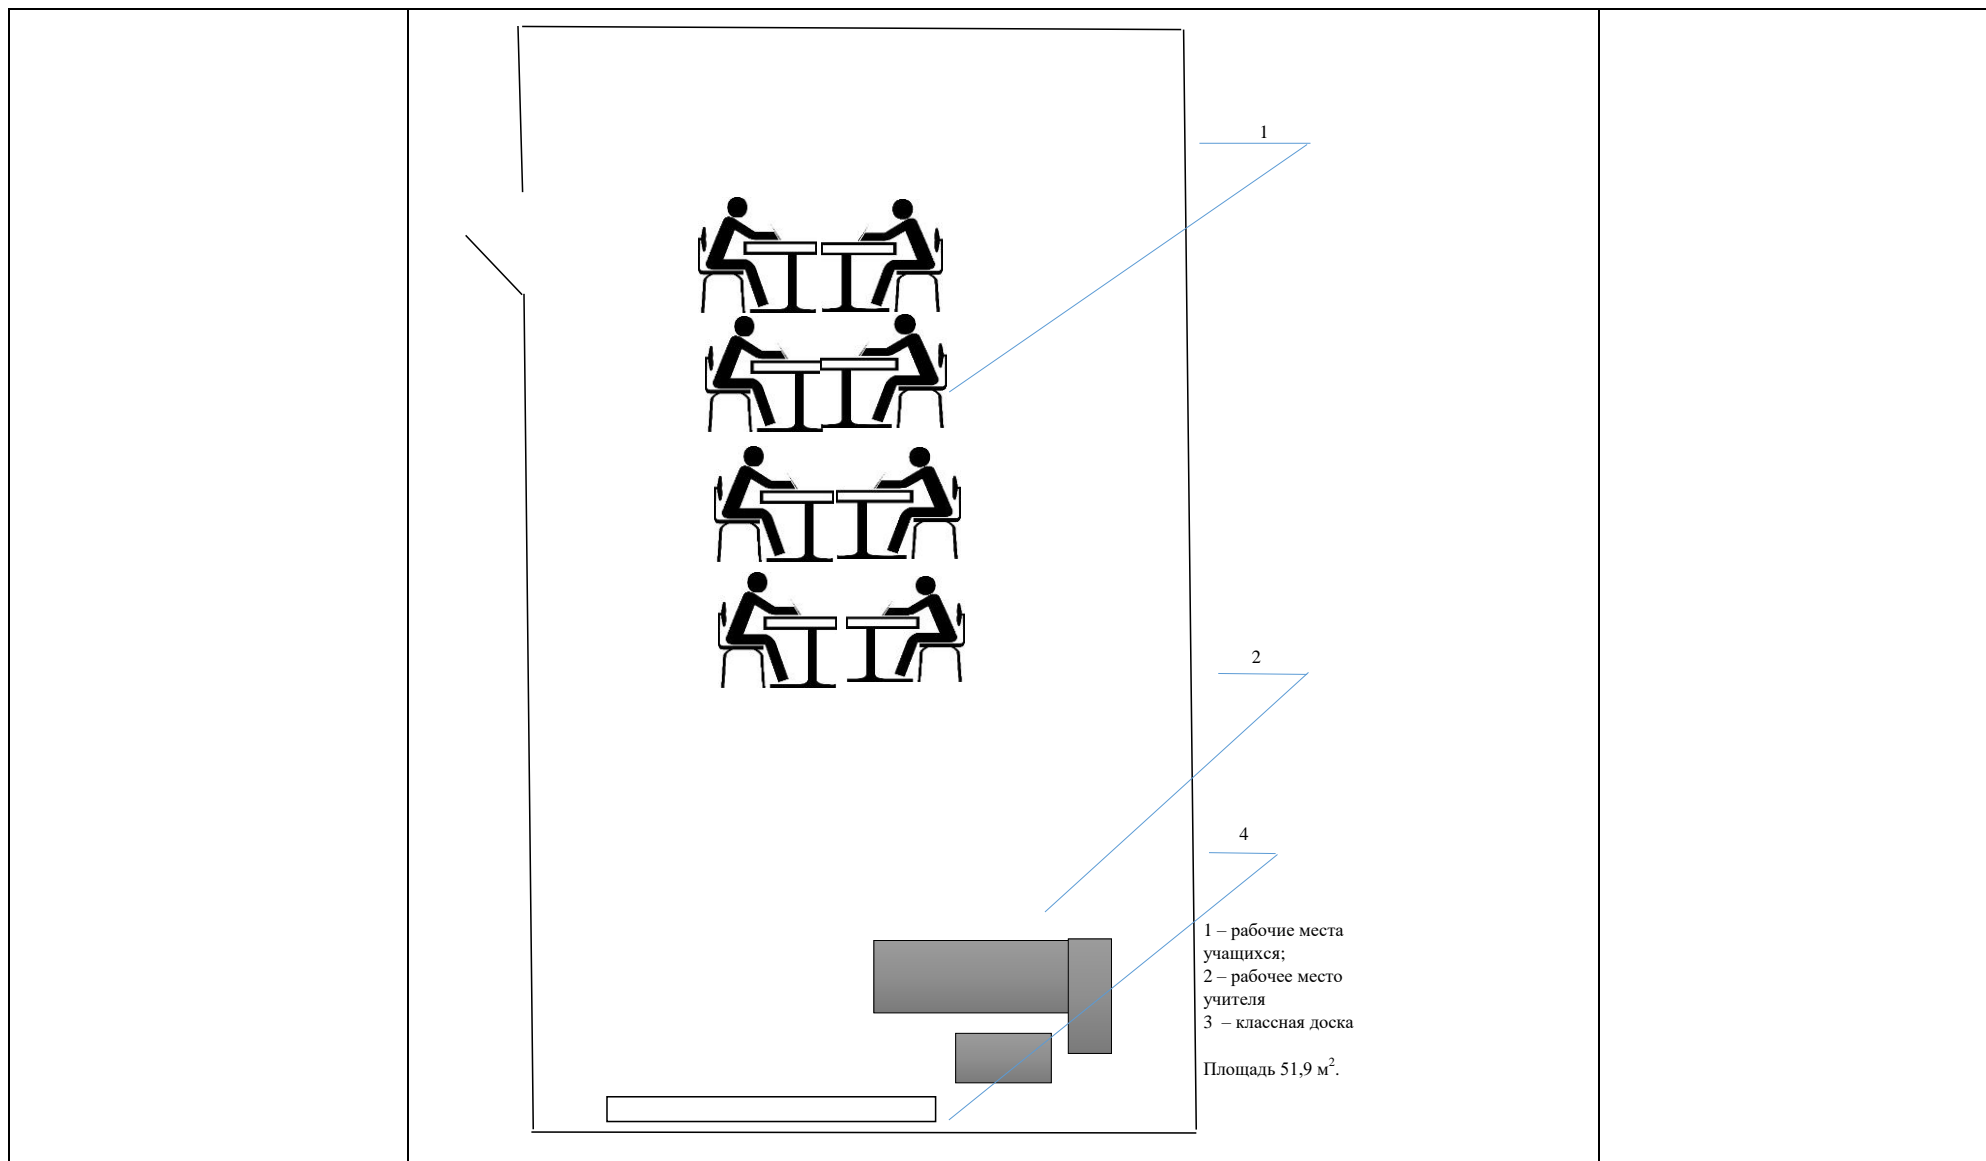 1
2
4
1 – рабочие места
учащихся;
2 – рабочее место
учителя
3 – классная доска
Площадь 51,9 м².